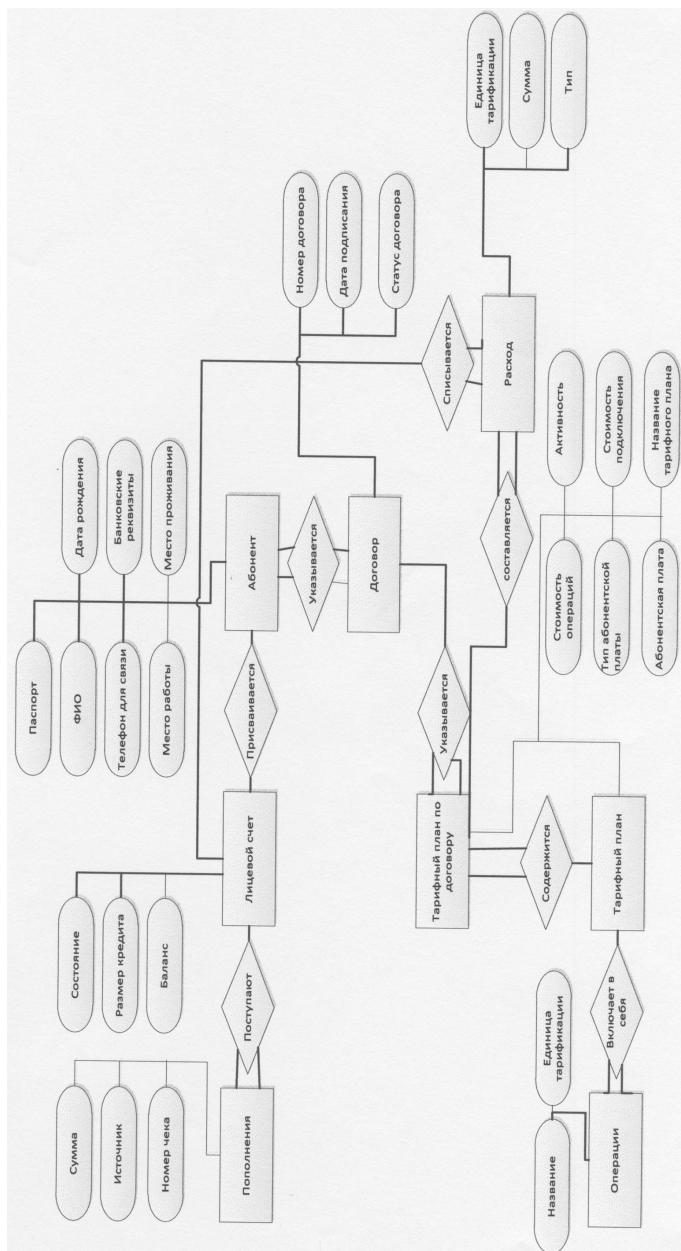 Паспорт
Сумма
Состояние
ФИО
Дата рождения
Источник
Размер кредита
Телефон для связи
Банковские
реквизиты
Номер чека
Баланс
Место работы
Место проживания
Пополнения
Поступают
Лицевой счет
Присваивается
Абонент
Номер договора
Указывается
Дата подписания
Договор
Статус договора
Тарифный план по
договору
Указывается
Списывается
Единица
тарификации
Сумма
Тип
составляется
Расход
Название
Единица
тарификации
Содержится
Стоимость
операций
Активность
Тип абонентской
платы
Стоимость
подключения
Операции
Включает в
себя
Тарифный план
Абонентская плата
Название
тарифного плана